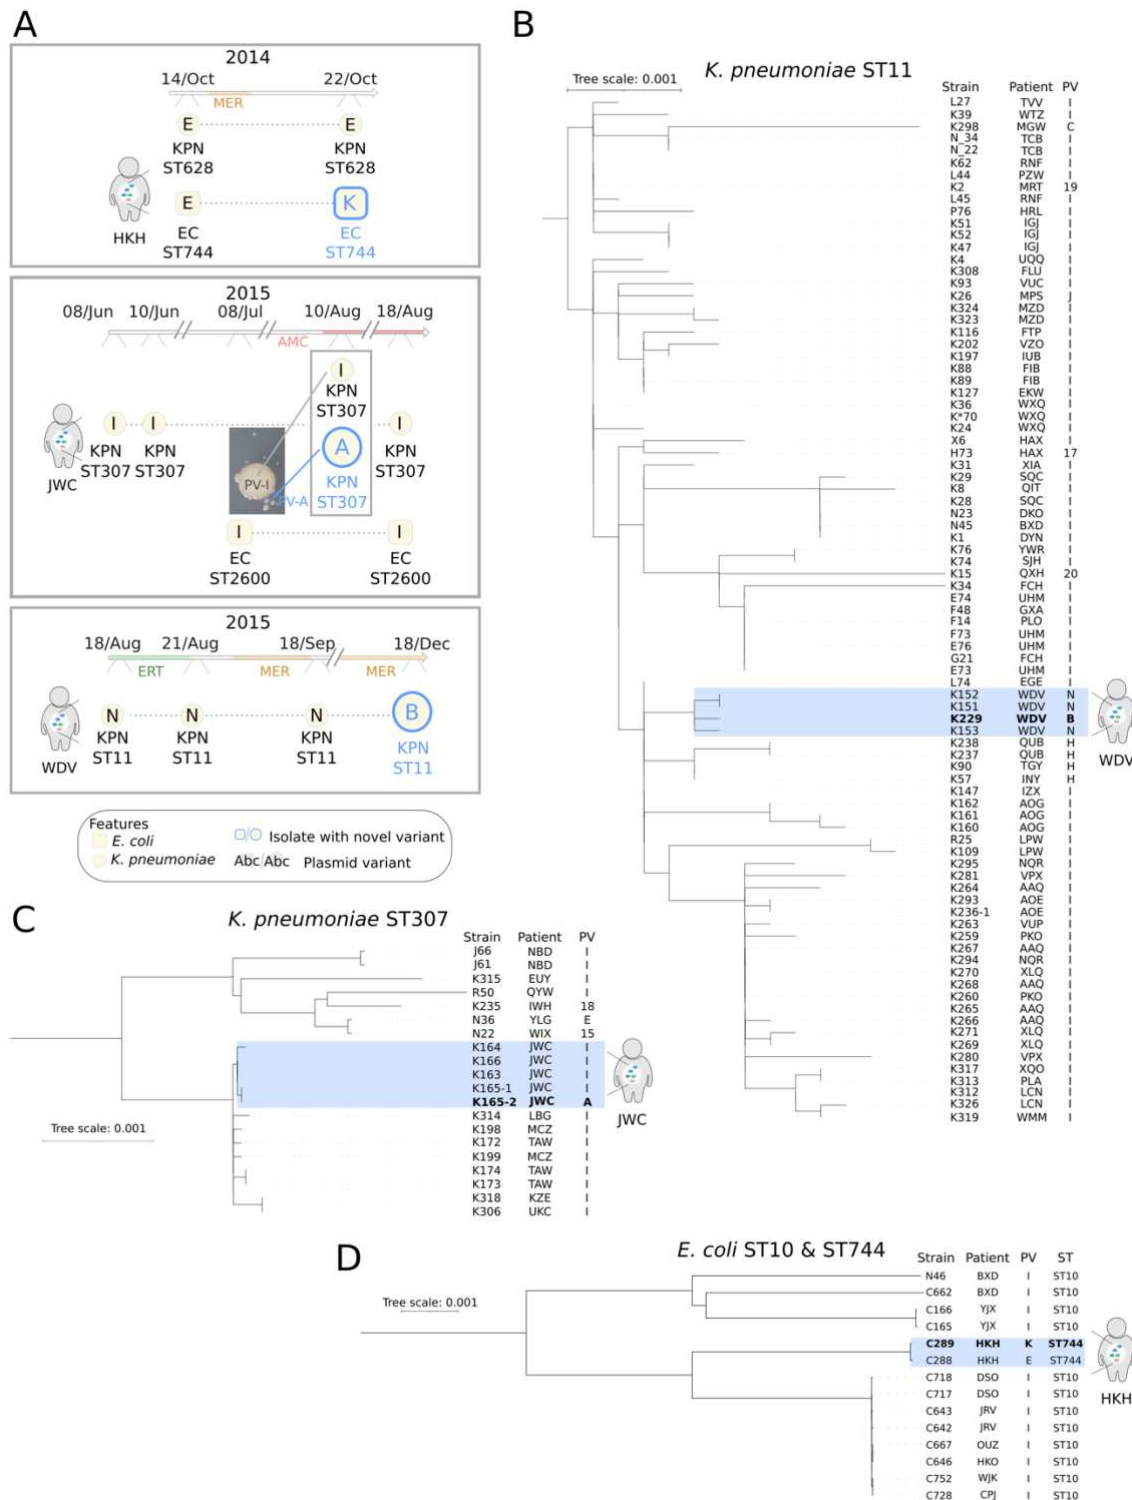 A
2014
14/Oct 22/Oct
MER
E E
KPN KPN
ST628 ST628
E K
EC EC
ST744 ST744
HKH
2015
08/Jun 10/Jun 08/Jul 10/Aug 18/Aug
AMC
I
KPN
ST307
I I A I
KPN KPN KPN KPN
ST307 ST307 ST307 ST307
PV-I
PV-A
JWC
I I
EC EC
ST2600 ST2600
2015
18/Aug 21/Aug 18/Sep 18/Dec
ERT MER MER
N N N B
KPN KPN KPN KPN
ST11 ST11 ST11 ST11
WDV
Features
E. coli
K. pneumoniae
Isolate with novel variant
Abc/Abc Plasmid variant
B
K. pneumoniae ST11
Tree scale: 0.001
Strain Patient PV
L27 TVV I
K39 WTZ I
K298 MGW C
N_34 TCB I
N_22 TCB I
K62 RNF I
L44 PZW I
K2 MRT 19
L45 RNF I
P76 HRL I
K51 IGJ I
K52 IGJ I
K47 IGJ I
K4 UQQ I
K308 FLU I
K93 VUC I
K26 MPS J
K324 MZD I
K323 MZD I
K116 FTP I
K202 VZO I
K197 IUB I
K88 FIB I
K89 FIB I
K127 EKW I
K36 WXQ I
K*70 WXQ I
K24 WXQ I
X6 HAX I
H73 HAX 17
K31 XIA I
K29 SQC I
K8 QIT I
K28 SQC I
N23 DKO I
N45 BXD I
K1 DYN I
K76 YWR I
K74 SJH I
K15 QXH 20
K34 FCH I
E74 UHM I
F48 GXA I
F14 PLO I
F73 UHM I
E76 UHM I
G21 FCH I
E73 UHM I
L74 EGE I
K152 WDV N
K151 WDV N
K229 WDV B
K153 WDV N
K238 QUB H
K237 QUB H
K90 TGY H
K57 INY H
K147 IZX I
K162 AOG I
K161 AOG I
K160 AOG I
R25 LPW I
K109 LPW I
K295 NQR I
K281 VPX I
K264 AAQ I
K293 AOE I
K236-1 AOE I
K263 VUP I
K259 PKO I
K267 AAQ I
K294 NQR I
K270 XLQ I
K268 AAQ I
K260 PKO I
K265 AAQ I
K266 AAQ I
K271 XLQ I
K269 XLQ I
K280 VPX I
K317 XQO I
K313 PLA I
K312 LCN I
K326 LCN I
K319 WMM I
WDV
C
K. pneumoniae ST307
Strain Patient PV
J66 NBD I
J61 NBD I
K315 EUY I
R50 QYW I
K235 IWH 18
N36 YLG E
N22 WIX 15
K164 JWC I
K166 JWC I
K163 JWC I
K165-1 JWC I
K165-2 JWC A
K314 LBG I
K198 MCZ I
K172 TAW I
K199 MCZ I
K174 TAW I
K173 TAW I
K318 KZE I
K306 UKC I
Tree scale: 0.001
JWC
D
E. coli ST10 & ST744
Tree scale: 0.001
Strain Patient PV ST
N46 BXD I ST10
C662 BXD I ST10
C166 YJX I ST10
C165 YJX I ST10
C289 HKH K ST744
C288 HKH E ST744
C718 DSO I ST10
C717 DSO I ST10
C643 JRV I ST10
C642 JRV I ST10
C667 OUZ I ST10
C646 HKO I ST10
C752 WJK I ST10
C728 CPJ I ST10
HKH